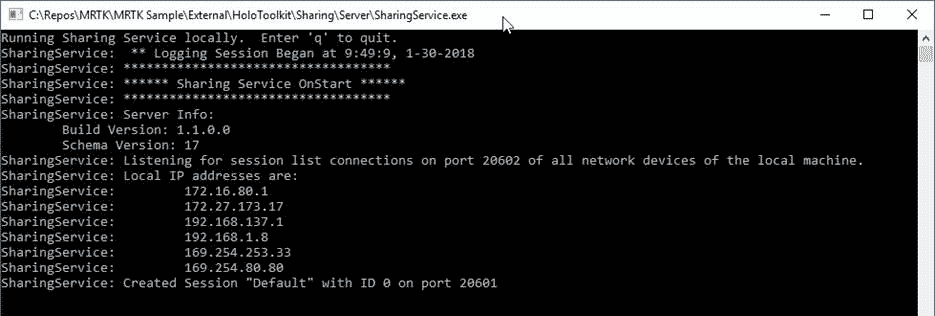 C:\Repos\MRTK\MRTK Sample\External\HoloToolkit\Sharing\Server\SharingService.exe
Running Sharing Service locally.  Enter 'q' to quit.
SharingService:  ** Logging Session Began at 9:49:9, 1-30-2018
SharingService: ***********************************
SharingService: ****** Sharing Service OnStart ******
SharingService: ***********************************
SharingService: Server Info:
        Build Version: 1.1.0.0
        Schema Version: 17
SharingService: Listening for session list connections on port 20602 of all network devices of the local machine.
SharingService: Local IP addresses are:
SharingService:         172.16.80.1
SharingService:         172.27.173.17
SharingService:         192.168.137.1
SharingService:         192.168.1.8
SharingService:         169.254.253.33
SharingService:         169.254.80.80
SharingService: Created Session "Default" with ID 0 on port 20601